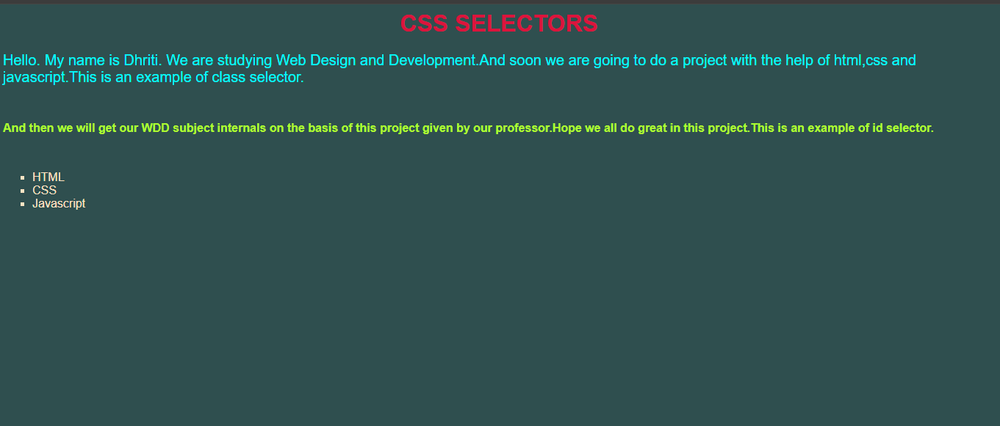 CSS SELECTORS
Hello. My name is Dhriti. We are studying Web Design and Development.And soon we are going to do a project with the help of html,css and
javascript.This is an example of class selector.
And then we will get our WDD subject internals on the basis of this project given by our professor.Hope we all do great in this project.This is an example of id selector.
HTML
CSS
Javascript